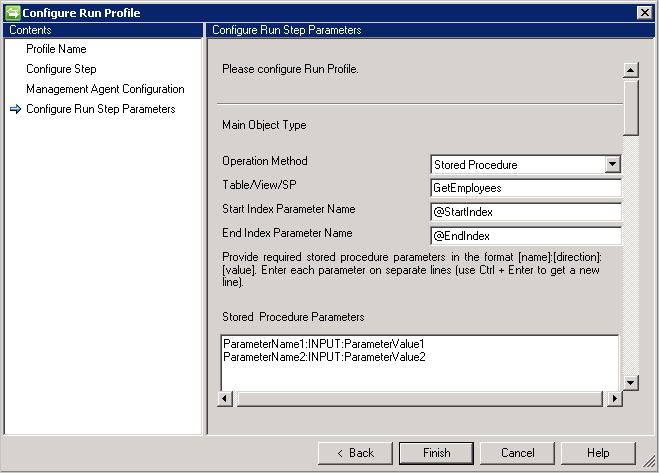 Configure Run Profile
Contents
Profile Name
Configure Step
Management Agent Configuration
Configure Run Step Parameters
Configure Run Step Parameters
Please configure Run Profile.
Main Object Type
Operation Method
Stored Procedure
Table/View/SP
GetEmployees
Start Index Parameter Name
@StartIndex
End Index Parameter Name
@EndIndex
Provide required stored procedure parameters in the format [name]:[direction]:
[value]. Enter each parameter on separate lines (use Ctrl + Enter to get a new
line).
Stored Procedure Parameters
ParameterName1:INPUT:ParameterValue1
ParameterName2:INPUT:ParameterValue2
< Back
Finish
Cancel
Help